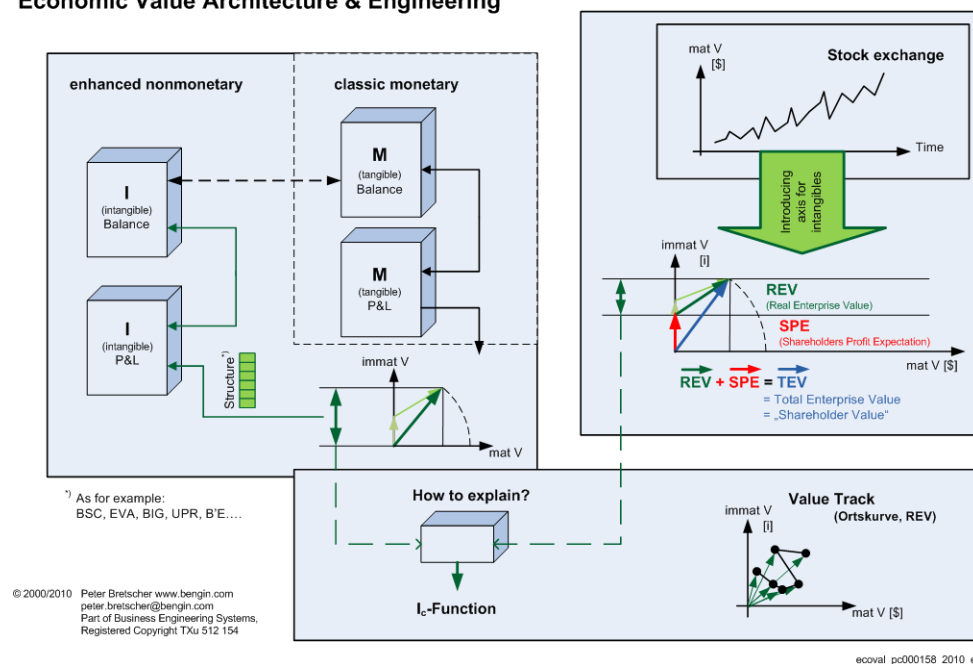 Economic Value Architecture & Engineering
enhanced nonmonetary
classic monetary
I
(intangible)
Balance
M
(tangible)
Balance
I
(intangible)
P&L
M
(tangible)
P&L
Structure*)
immat V
mat V
*) As for example:
BSC, EVA, BIG, UPR, B'E....
mat V
[$]
Stock exchange
Time
Introducing
axis for
intangibles
immat V
[i]
REV
(Real Enterprise Value)
SPE
(Shareholders Profit Expectation)
mat V [$]
REV + SPE = TEV
= Total Enterprise Value
= „Shareholder Value“
How to explain?
Ic-Function
Value Track
(Ortskurve, REV)
immat V
[i]
mat V [$]
© 2000/2010 Peter Bretscher www.bengin.com
peter.bretscher@bengin.com
Part of Business Engineering Systems,
Registered Copyright TXu 512 154